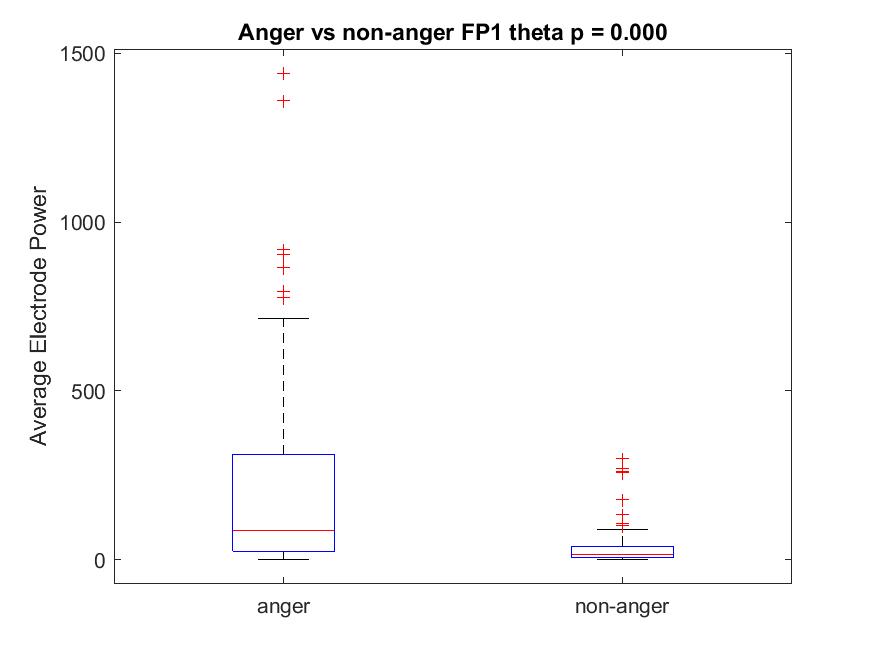 Anger vs non-anger FP1 theta p = 0.000
1500
1000
500
0
Average Electrode Power
anger
non-anger